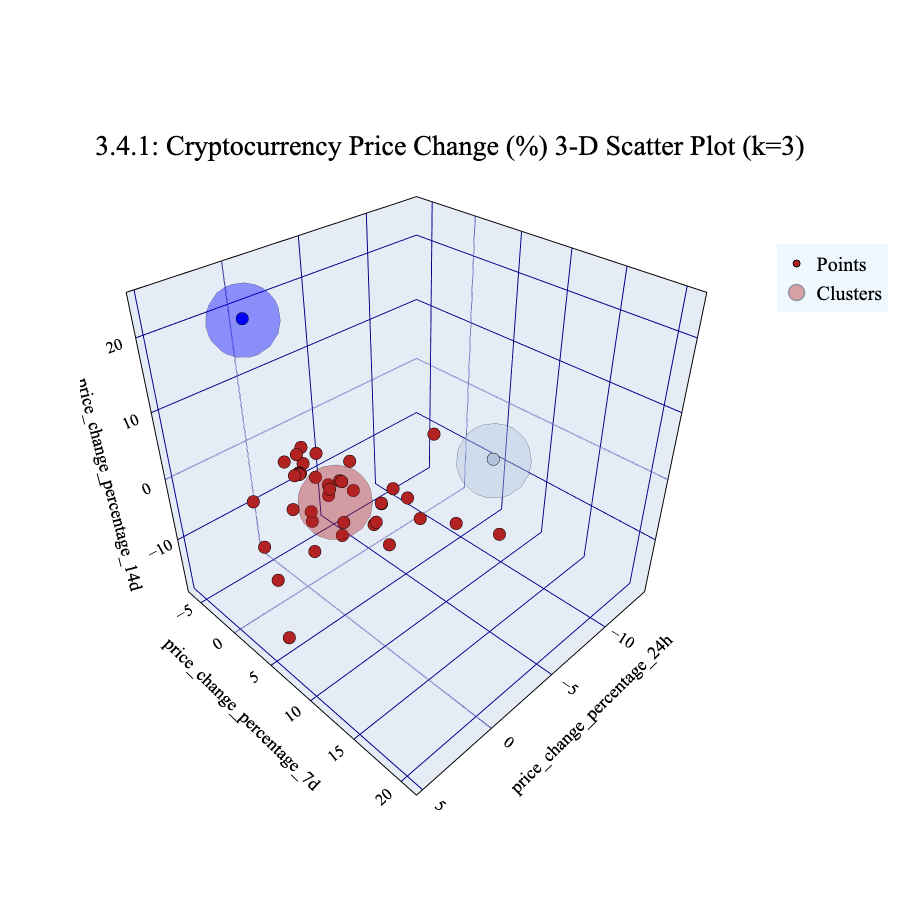 3.4.1: Cryptocurrency Price Change (%) 3-D Scatter Plot (k=3)
Points
Clusters
20
10
0
−10
price_change_percentage_14d
−5
0
5
10
15
20
price_change_percentage_7d
−10
−5
0
5
price_change_percentage_24h